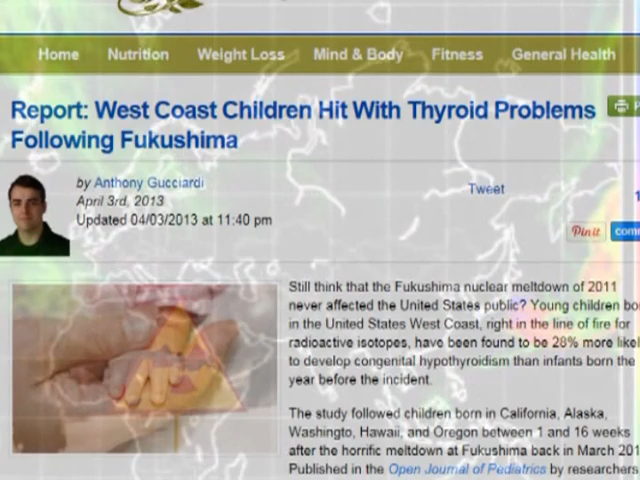 Home Nutrition Weight Loss Mind & Body Fitness General Health
Report: West Coast Children Hit With Thyroid Problems
Following Fukushima
by Anthony Gucciardi
April 3rd, 2013
Updated 04/03/2013 at 11:40 pm
Tweet
Pin it
Still think that the Fukushima nuclear meltdown of 2011
never affected the United States public? Young children bo
in the United States West Coast, right in the line of fire for
radioactive isotopes, have been found to be 28% more likel
to develop congenital hypothyroidism than infants born the
year before the incident.
The study followed children born in California, Alaska,
Washingto, Hawaii, and Oregon between 1 and 16 weeks
after the horrific meltdown at Fukushima back in March 201
Published in the Open Journal of Pediatrics by researchers